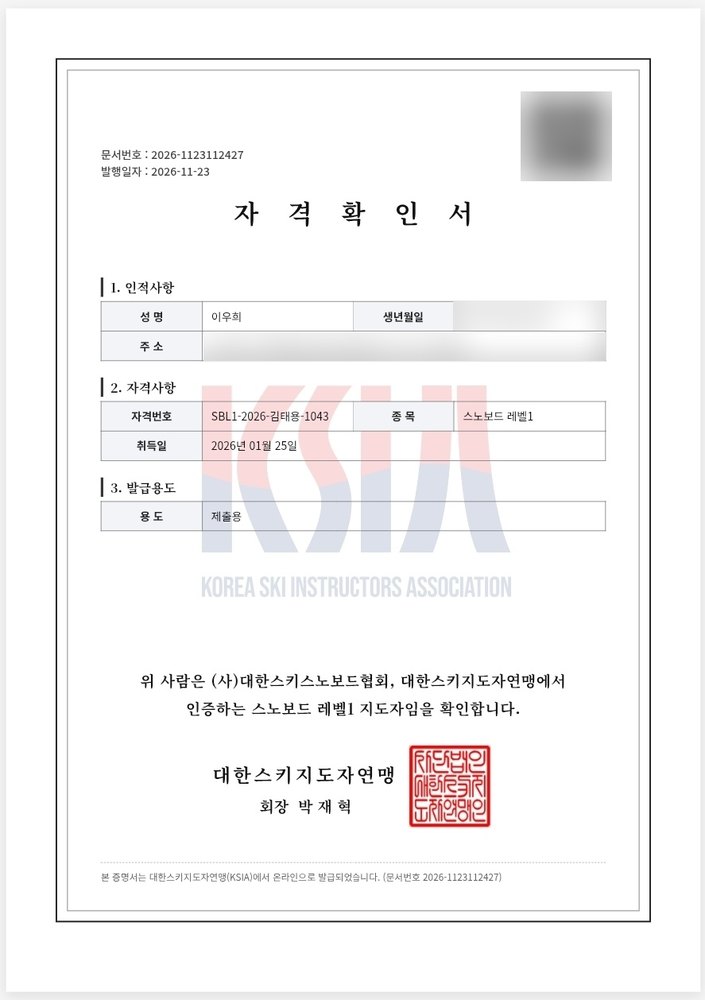 문서번호 : 2026-1123112427
발행일자 : 2026-11-23
자 격 확 인 서
1. 인적사항
성 명 이우희 생년월일
주 소
2. 자격사항
자격번호 SBL1-2026-김태용-1043 종 목 스노보드 레벨1
취득일 2026년 01월 25일
3. 발급용도
용 도 제출용
KSIA
KOREA SKI INSTRUCTORS ASSOCIATION
위 사람은 (사)대한스키스노보드협회, 대한스키지도자연맹에서
인증하는 스노보드 레벨1 지도자임을 확인합니다.
대한스키지도자연맹
회장 박 재 혁
본 증명서는 대한스키지도자연맹(KSIA)에서 온라인으로 발급되었습니다. (문서번호 2026-1123112427)